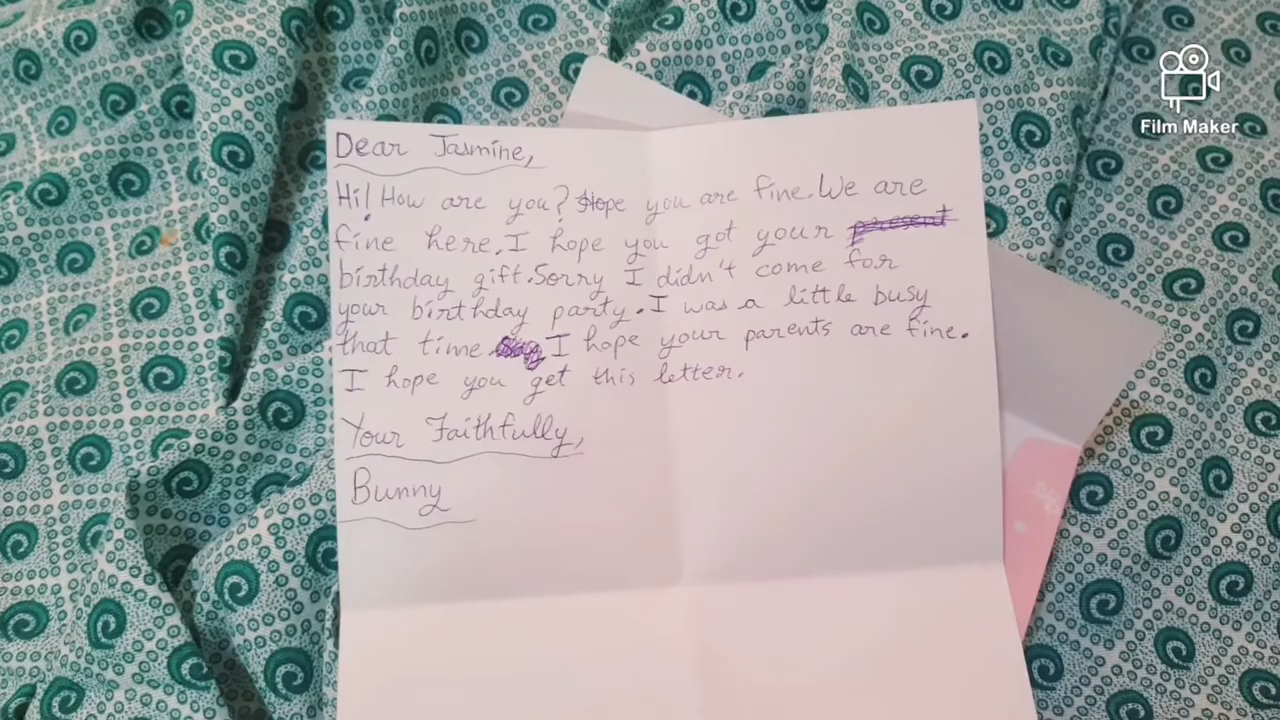 Dear Jasmine,
Hi! How are you? Hope you are fine. We are
fine here. I hope you got your
birthday gift. Sorry I didn't come for
your birthday party. I was a little busy
that time. I hope your parents are fine.
I hope you get this letter.
Your Faithfully,
Bunny
Film Maker